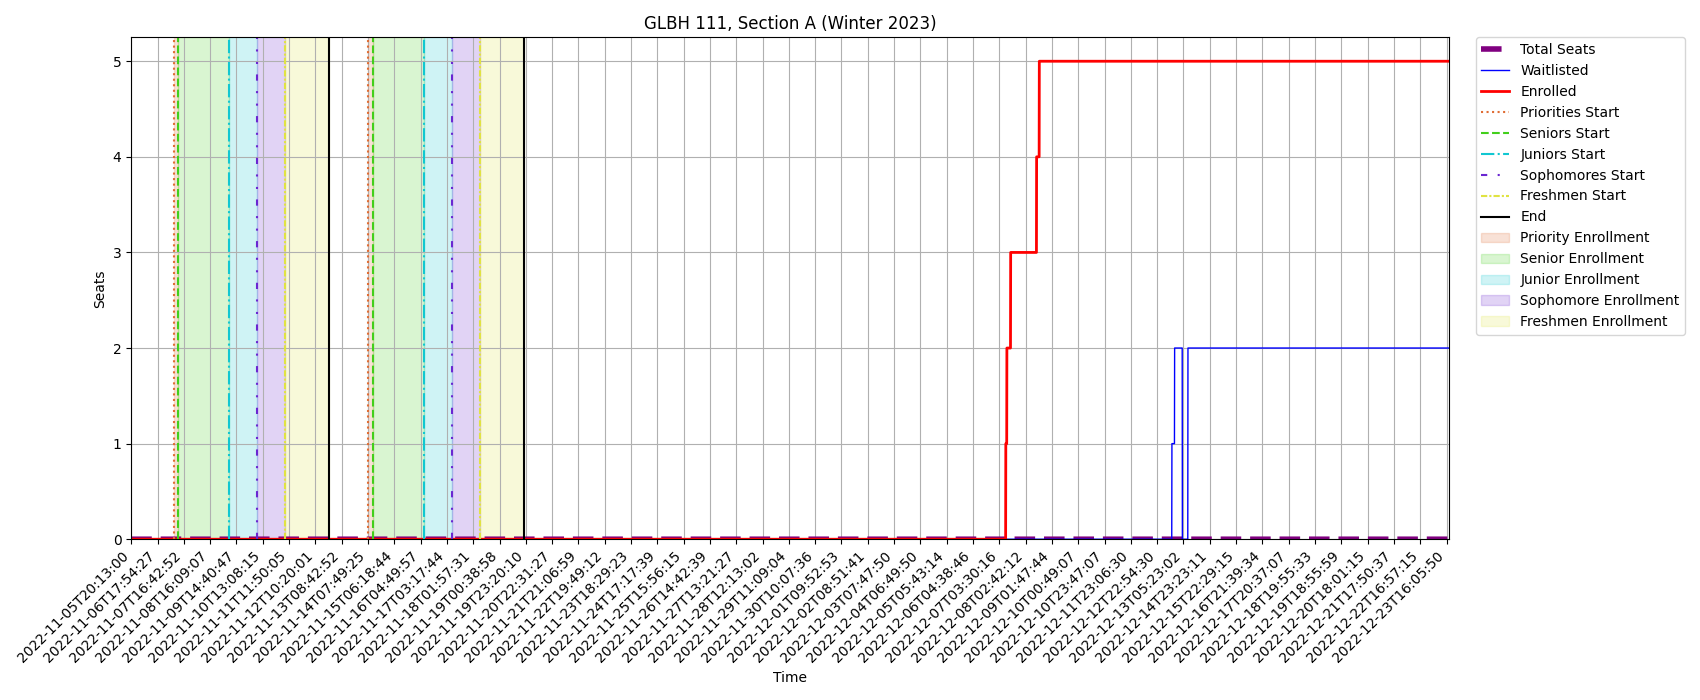 GLBH 111, Section A (Winter 2023)
Seats
5
4
3
2
1
0
2022-11-05T20:13:00
2022-11-06T17:54:27
2022-11-07T16:42:52
2022-11-08T16:09:07
2022-11-09T14:40:47
2022-11-10T13:08:15
2022-11-11T11:50:05
2022-11-12T10:20:01
2022-11-13T08:42:52
2022-11-14T07:49:25
2022-11-15T06:18:44
2022-11-16T04:49:57
2022-11-17T03:17:44
2022-11-18T01:57:31
2022-11-19T00:38:58
2022-11-19T23:20:10
2022-11-20T22:31:27
2022-11-21T21:06:59
2022-11-22T19:49:12
2022-11-23T18:29:23
2022-11-24T17:17:39
2022-11-25T15:56:15
2022-11-26T14:42:39
2022-11-27T13:21:27
2022-11-28T12:13:02
2022-11-29T11:09:04
2022-11-30T10:07:36
2022-12-01T09:52:53
2022-12-02T08:51:41
2022-12-03T07:47:50
2022-12-04T06:49:50
2022-12-05T05:43:14
2022-12-06T04:38:46
2022-12-07T03:30:16
2022-12-08T02:42:12
2022-12-09T01:47:44
2022-12-10T00:49:07
2022-12-10T23:47:07
2022-12-11T23:06:30
2022-12-12T22:54:30
2022-12-13T05:23:02
2022-12-14T23:23:11
2022-12-15T22:29:15
2022-12-16T21:39:34
2022-12-17T20:37:07
2022-12-18T19:55:33
2022-12-19T18:55:59
2022-12-20T18:01:15
2022-12-21T17:50:37
2022-12-22T16:57:15
2022-12-23T16:05:50
Time
Total Seats
Waitlisted
Enrolled
Priorities Start
Seniors Start
Juniors Start
Sophomores Start
Freshmen Start
End
Priority Enrollment
Senior Enrollment
Junior Enrollment
Sophomore Enrollment
Freshmen Enrollment